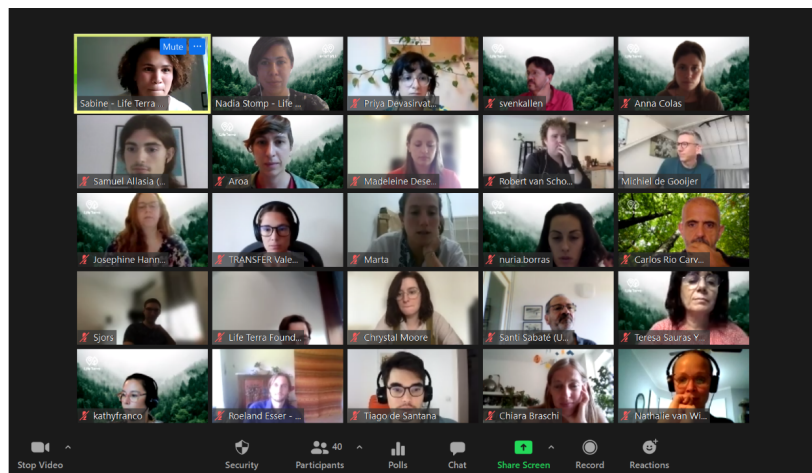 Mute ...
Sabine - Life Terra ...
Nadia Stomp - Life ...
Priya Devasirvat...
svenkallen
Anna Colas
Samuel Allasia (...
Aroa
Madeleine Dese...
Robert van Scho...
Michiel de Gooijer
Josephine Hann...
TRANSFER Vale...
Marta
nuria.borras
Carlos Rio Carv...
Sjors
Life Terra Found...
Chrystal Moore
Santi Sabaté (U...
Teresa Sauras Y...
kathyfranco
Roeland Esser - ...
Tiago de Santana
Chiara Braschi
Nathalie van Wi...
40
Stop Video
Security
Participants
Polls
Chat
Share Screen
Record
Reactions